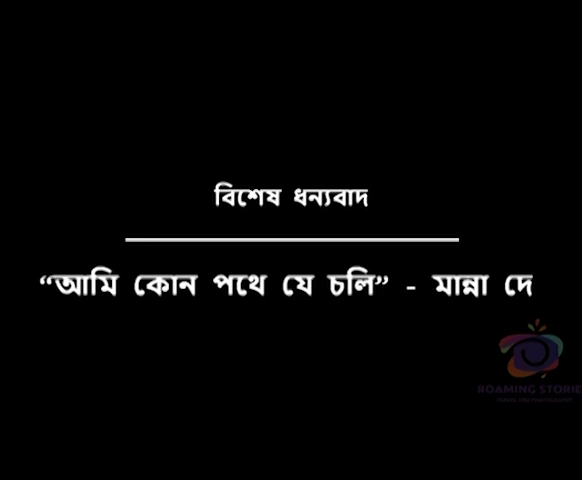 বিশেষ ধন্যবাদ
“আমি কোন পথে যে চলি” - মান্না দে
ROAMING STORIE